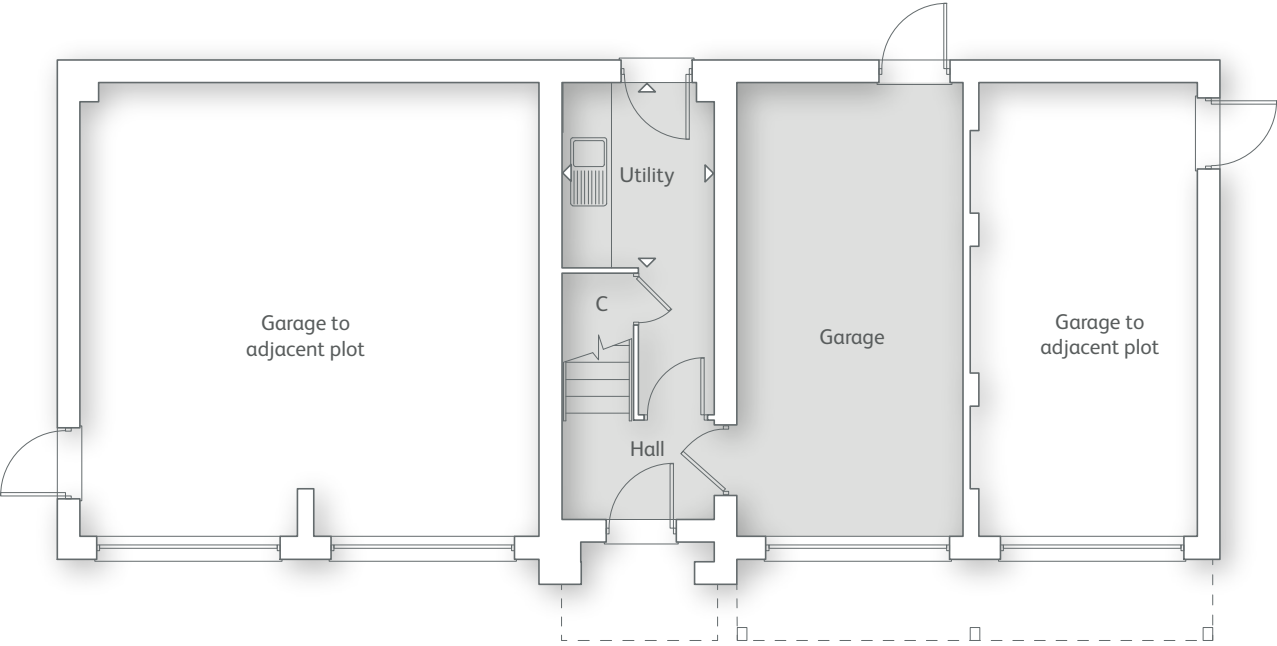 Utility
C
Garage to
adjacent plot
Garage
Garage to
adjacent plot
Hall